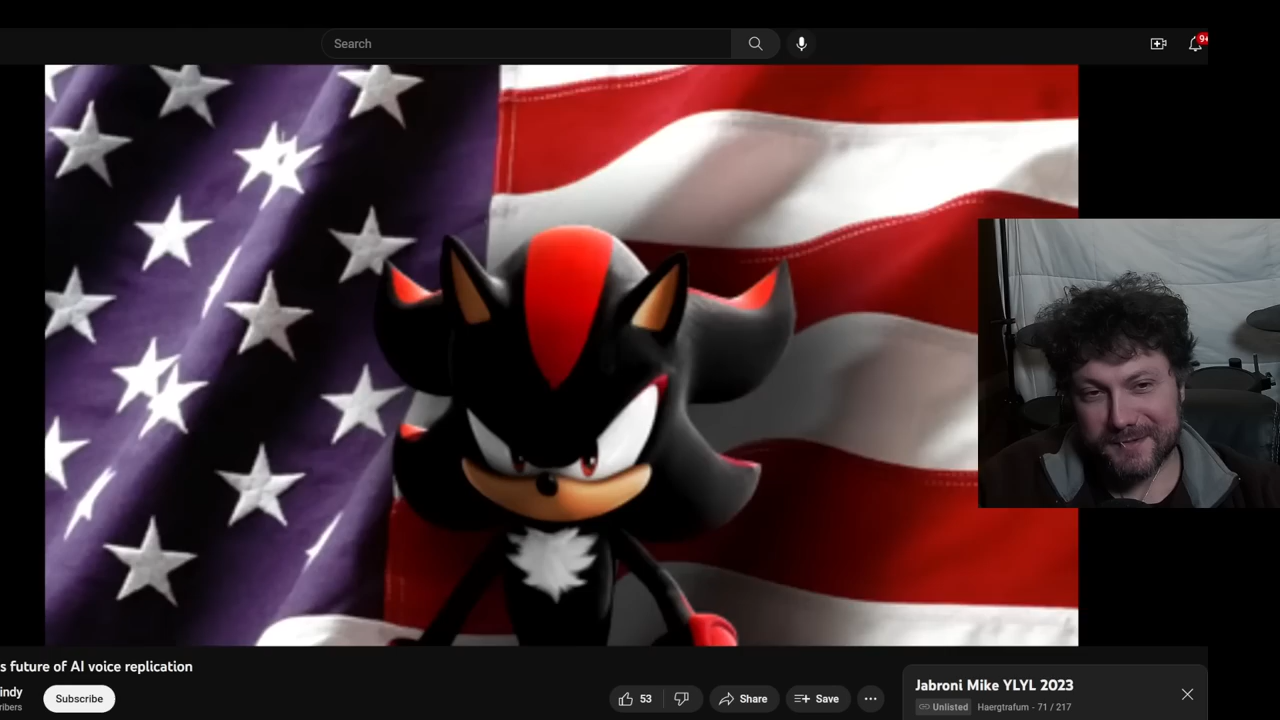 Search
9+
s future of AI voice replication
indy
ribers
Subscribe
53
Share
Save
Jabroni Mike YLYL 2023
Unlisted
Haergtrafum - 71 / 217